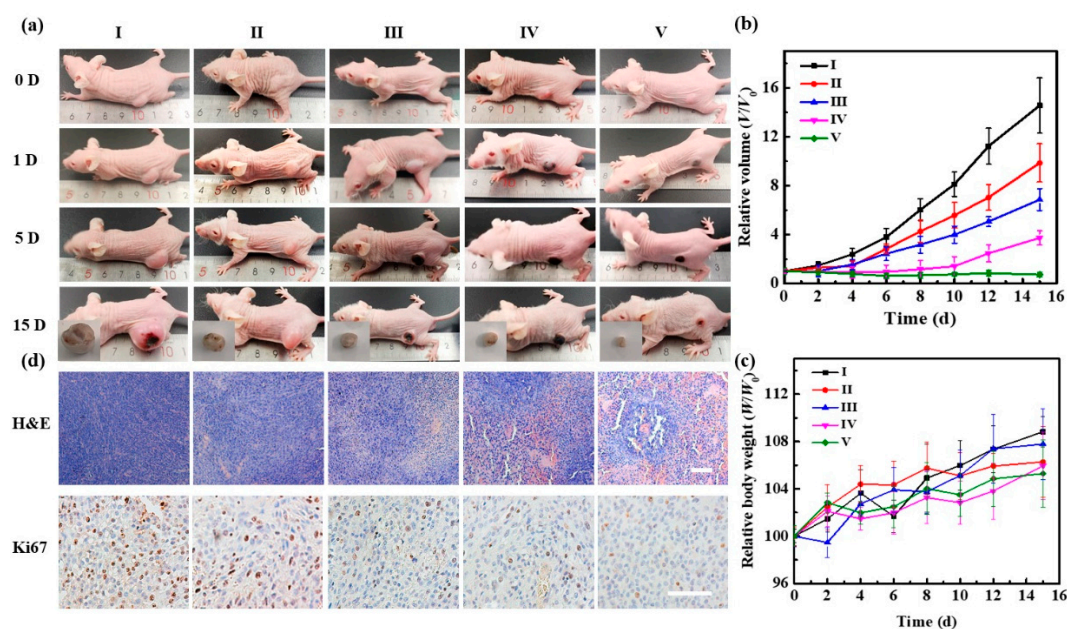 (a)
I II III IV V
0 D
1 D
5 D
15 D
(d)
H&E
Ki67
(b)
Relative volume (V/V₀)
16
12
8
4
0
I
II
III
IV
V
0 2 4 6 8 10 12 14 16
Time (d)
(c)
Relative body weight (W/W₀)
112
108
104
100
96
I
II
III
IV
V
0 2 4 6 8 10 12 14 16
Time (d)